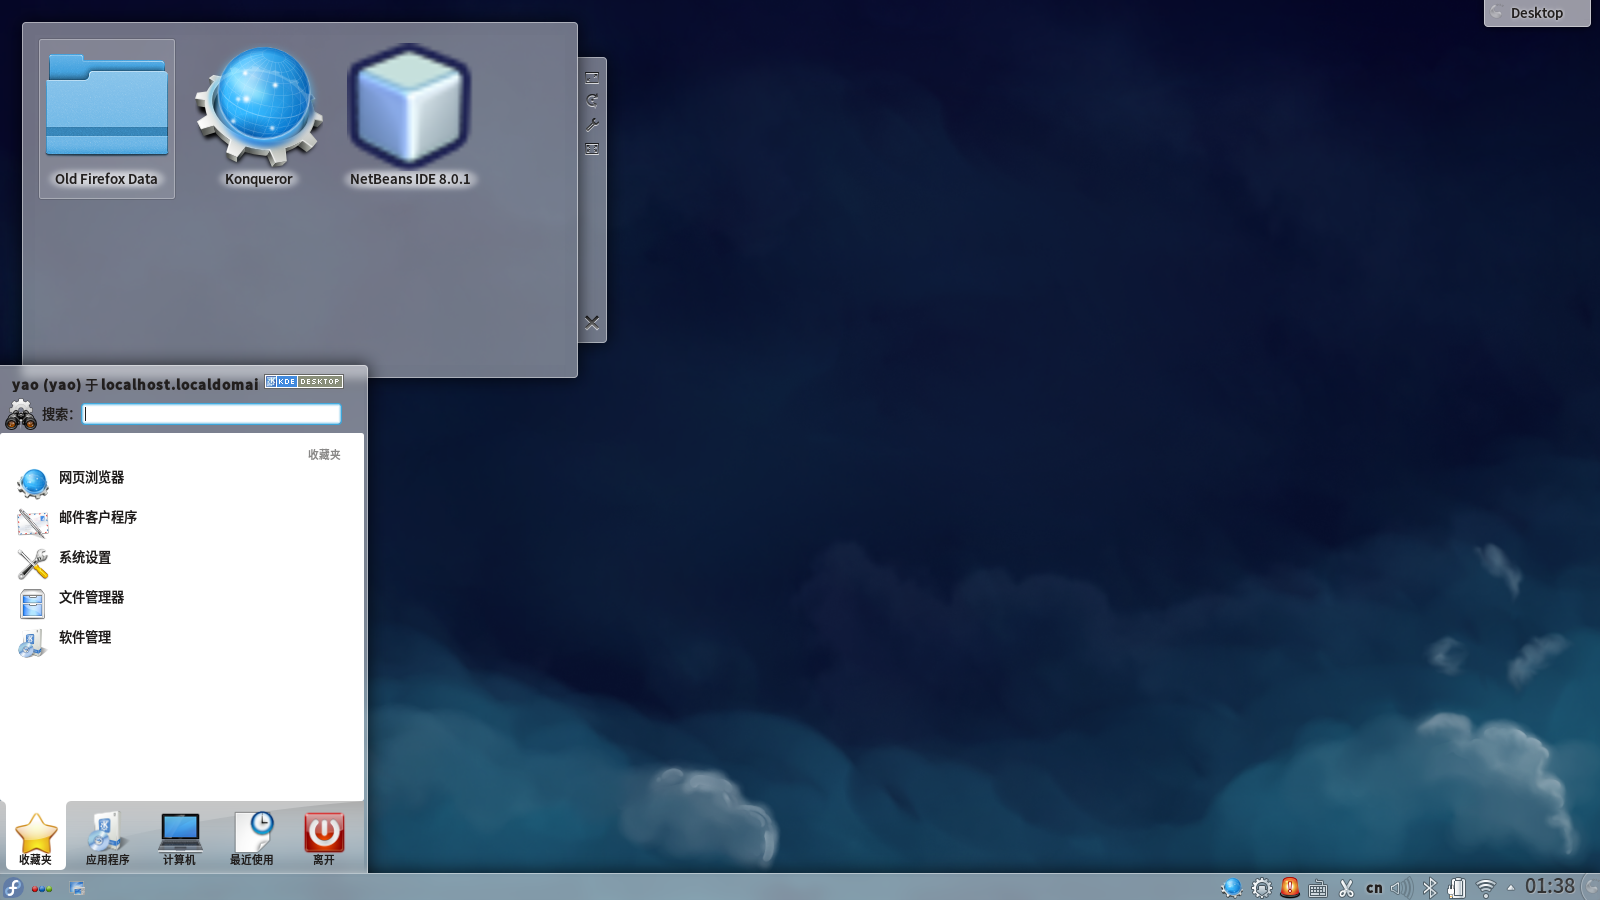 Desktop
Old Firefox Data
Konqueror
NetBeans IDE 8.0.1
yao (yao) 于 localhost.localdomai
KDE DESKTOP
搜索：
收藏夹
网页浏览器
邮件客户程序
系统设置
文件管理器
软件管理
收藏夹
应用程序
计算机
最近使用
离开
cn
01:38